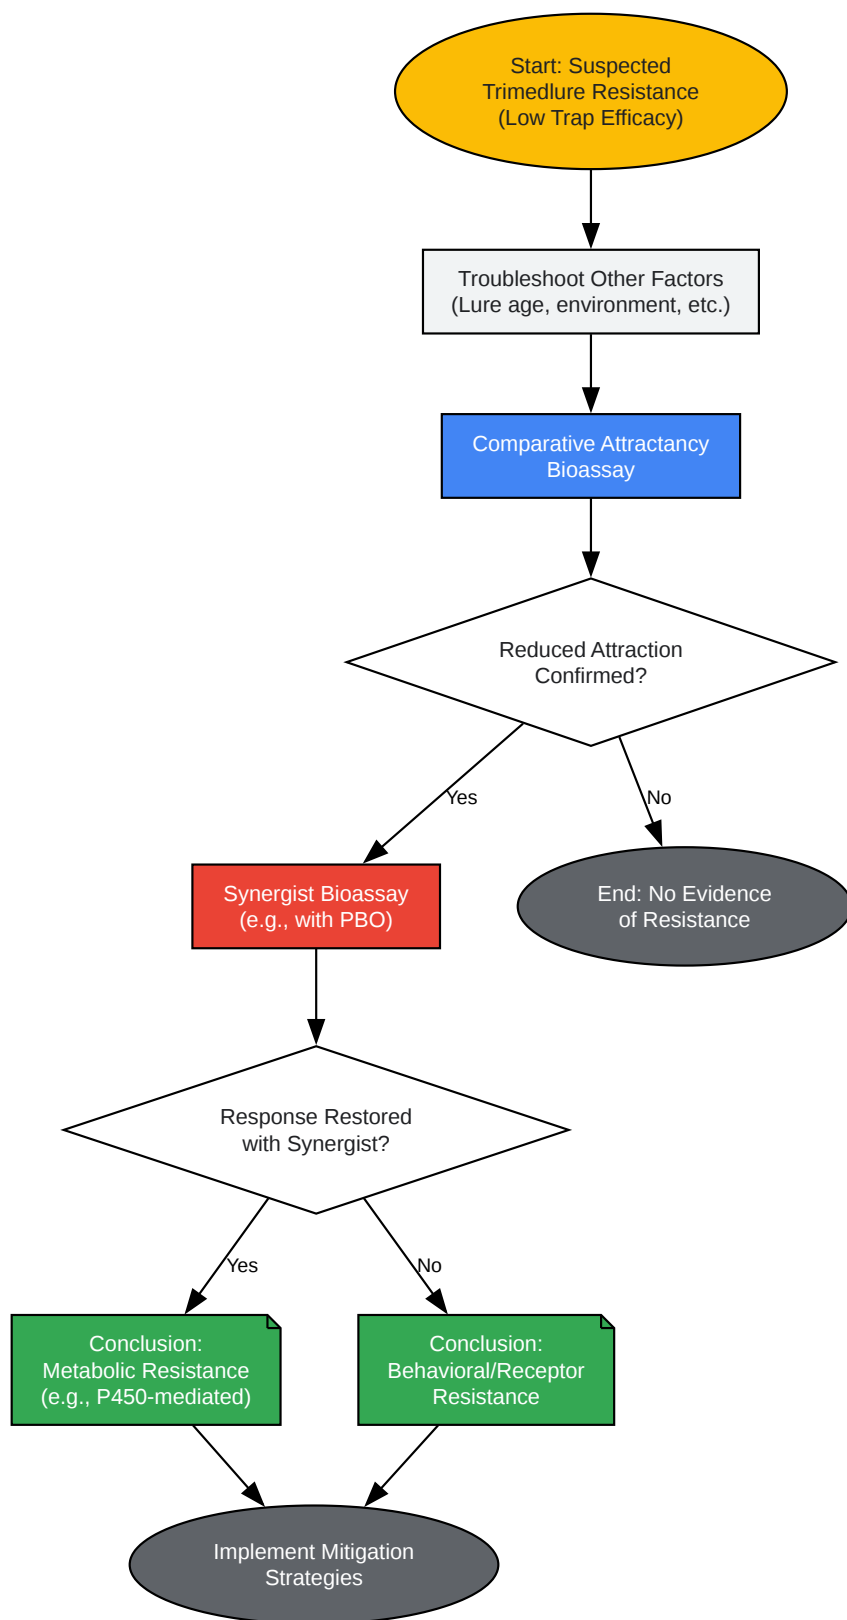 Start: Suspected
Trimedlure Resistance
(Low Trap Efficacy)
Troubleshoot Other Factors
(Lure age, environment, etc.)
Comparative Attractancy
Bioassay
Reduced Attraction
Confirmed?
Yes
No
Synergist Bioassay
(e.g., with PBO)
End: No Evidence
of Resistance
Response Restored
with Synergist?
Yes
No
Conclusion:
Metabolic Resistance
(e.g., P450-mediated)
Conclusion:
Behavioral/Receptor
Resistance
Implement Mitigation
Strategies